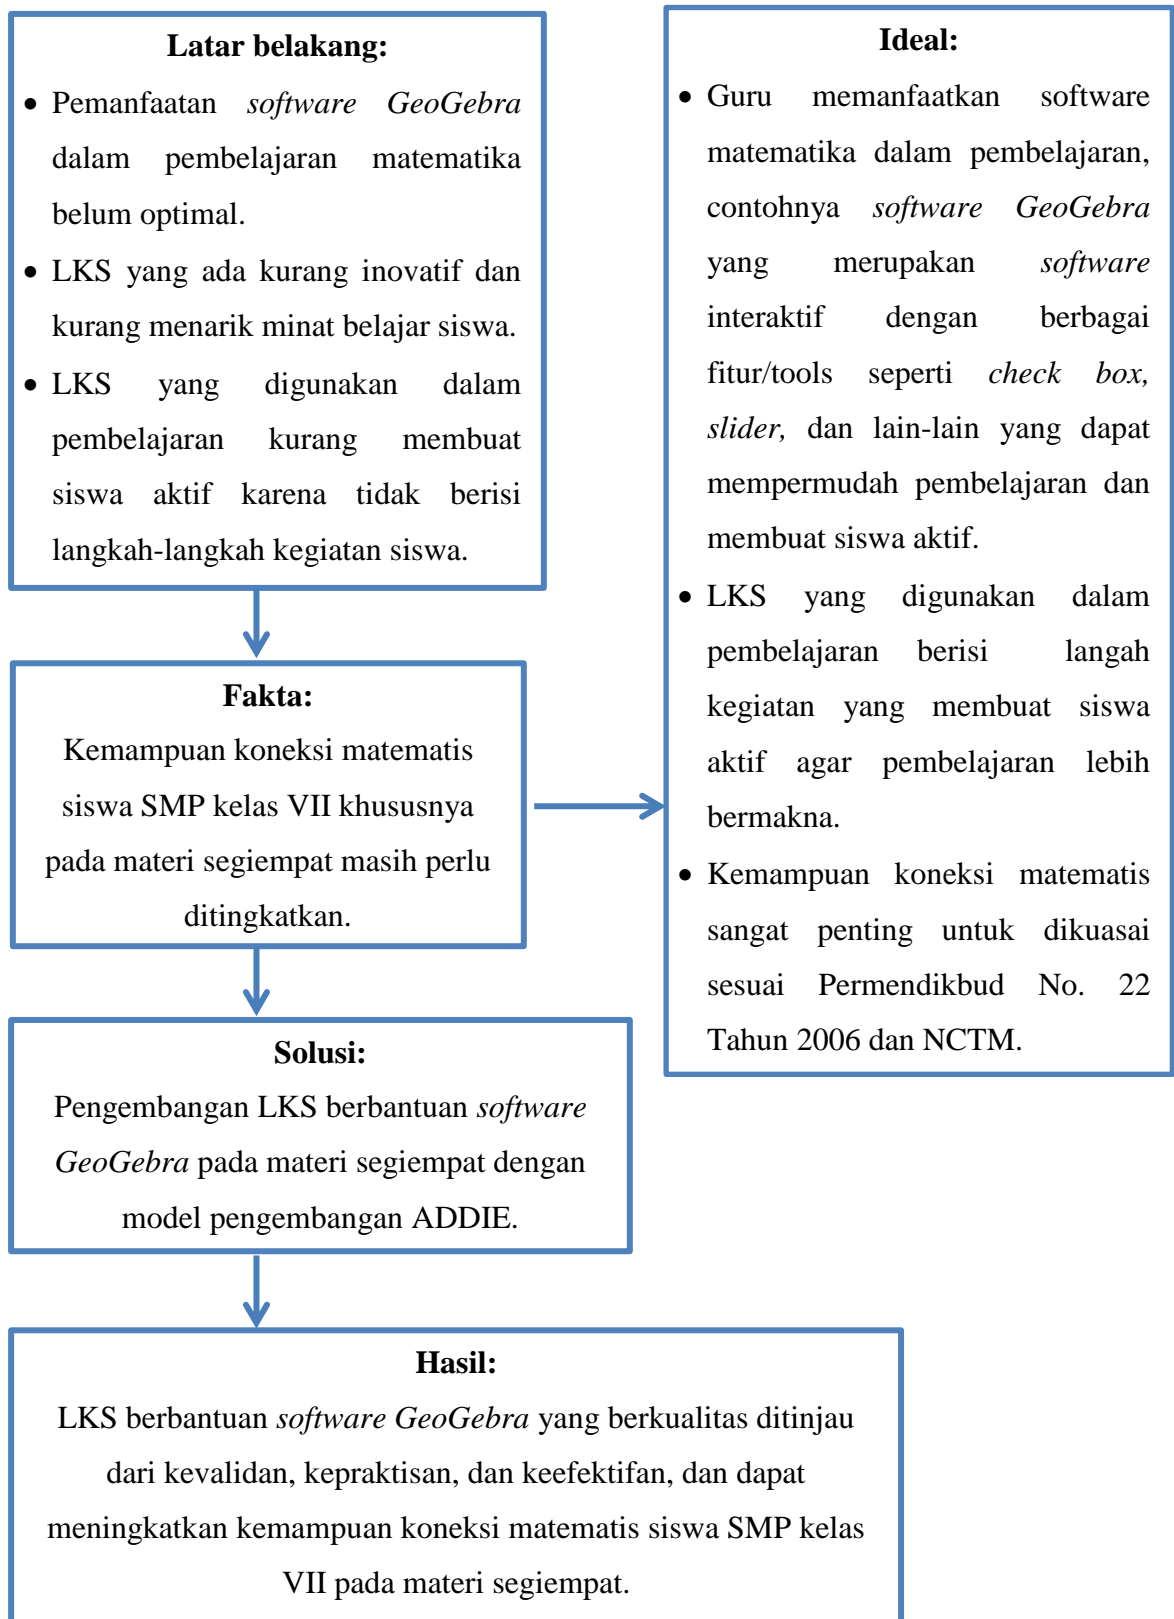 Latar belakang:
• Pemanfaatan software GeoGebra
dalam pembelajaran matematika
belum optimal.
• LKS yang ada kurang inovatif dan
kurang menarik minat belajar siswa.
• LKS yang digunakan dalam
pembelajaran kurang membuat
siswa aktif karena tidak berisi
langkah-langkah kegiatan siswa.
Fakta:
Kemampuan koneksi matematis
siswa SMP kelas VII khususnya
pada materi segiempat masih perlu
ditingkatkan.
Ideal:
• Guru memanfaatkan software
matematika dalam pembelajaran,
contohnya software GeoGebra
yang merupakan software
interaktif dengan berbagai
fitur/tools seperti check box,
slider, dan lain-lain yang dapat
mempermudah pembelajaran dan
membuat siswa aktif.
• LKS yang digunakan dalam
pembelajaran berisi langah
kegiatan yang membuat siswa
aktif agar pembelajaran lebih
bermakna.
• Kemampuan koneksi matematis
sangat penting untuk dikuasai
sesuai Permendikbud No. 22
Tahun 2006 dan NCTM.
Solusi:
Pengembangan LKS berbantuan software
GeoGebra pada materi segiempat dengan
model pengembangan ADDIE.
Hasil:
LKS berbantuan software GeoGebra yang berkualitas ditinjau
dari kevalidan, kepraktisan, dan keefektifan, dan dapat
meningkatkan kemampuan koneksi matematis siswa SMP kelas
VII pada materi segiempat.